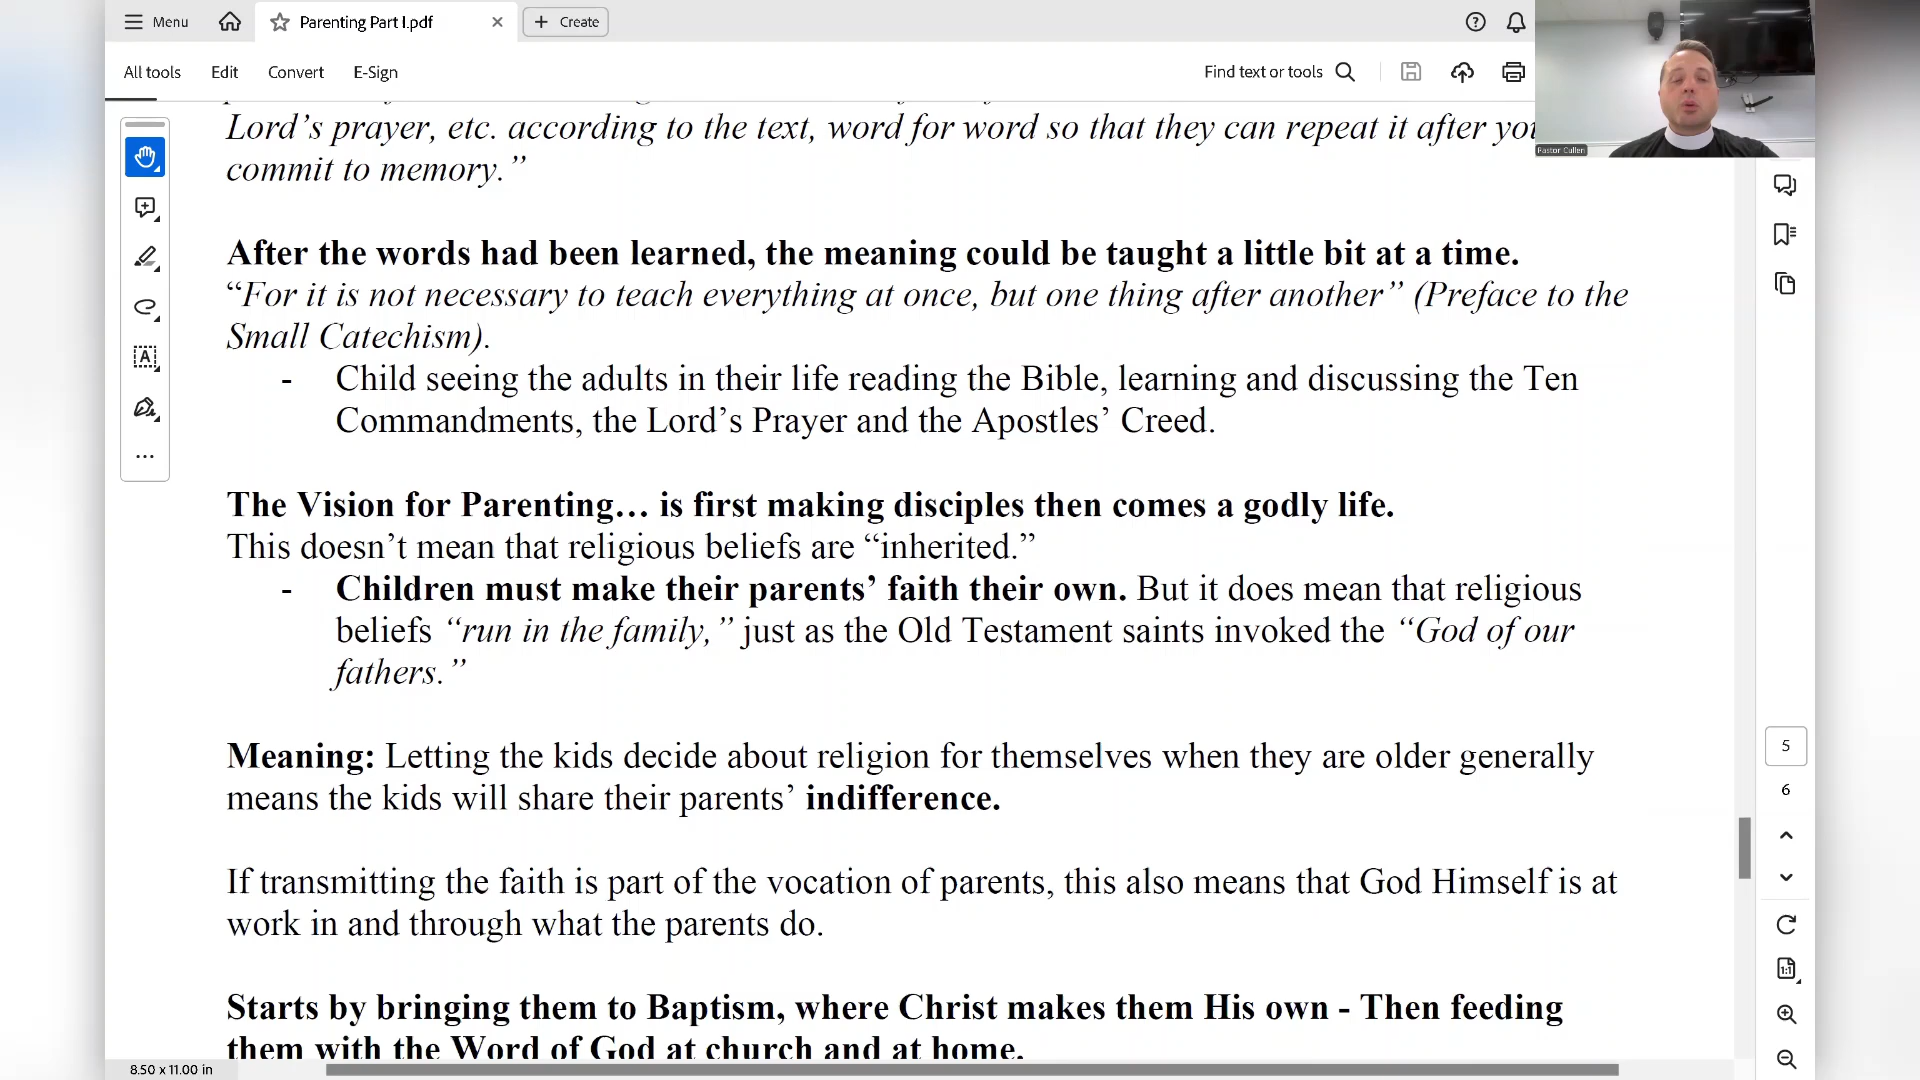 Menu
Parenting Part I.pdf
Create
All tools
Edit
Convert
E-Sign
Find text or tools
Pastor Cullen
Lord’s prayer, etc. according to the text, word for word so that they can repeat it after
commit to memory.”
After the words had been learned, the meaning could be taught a little bit at a time.
“For it is not necessary to teach everything at once, but one thing after another” (Preface to the
Small Catechism).
- Child seeing the adults in their life reading the Bible, learning and discussing the Ten
Commandments, the Lord’s Prayer and the Apostles’ Creed.
The Vision for Parenting… is first making disciples then comes a godly life.
This doesn’t mean that religious beliefs are “inherited.”
- Children must make their parents’ faith their own. But it does mean that religious
beliefs “run in the family,” just as the Old Testament saints invoked the “God of our
fathers.”
Meaning: Letting the kids decide about religion for themselves when they are older generally
means the kids will share their parents’ indifference.
If transmitting the faith is part of the vocation of parents, this also means that God Himself is at
work in and through what the parents do.
Starts by bringing them to Baptism, where Christ makes them His own - Then feeding
them with the Word of God at church and at home.
5
6
1:1
8.50 x 11.00 in